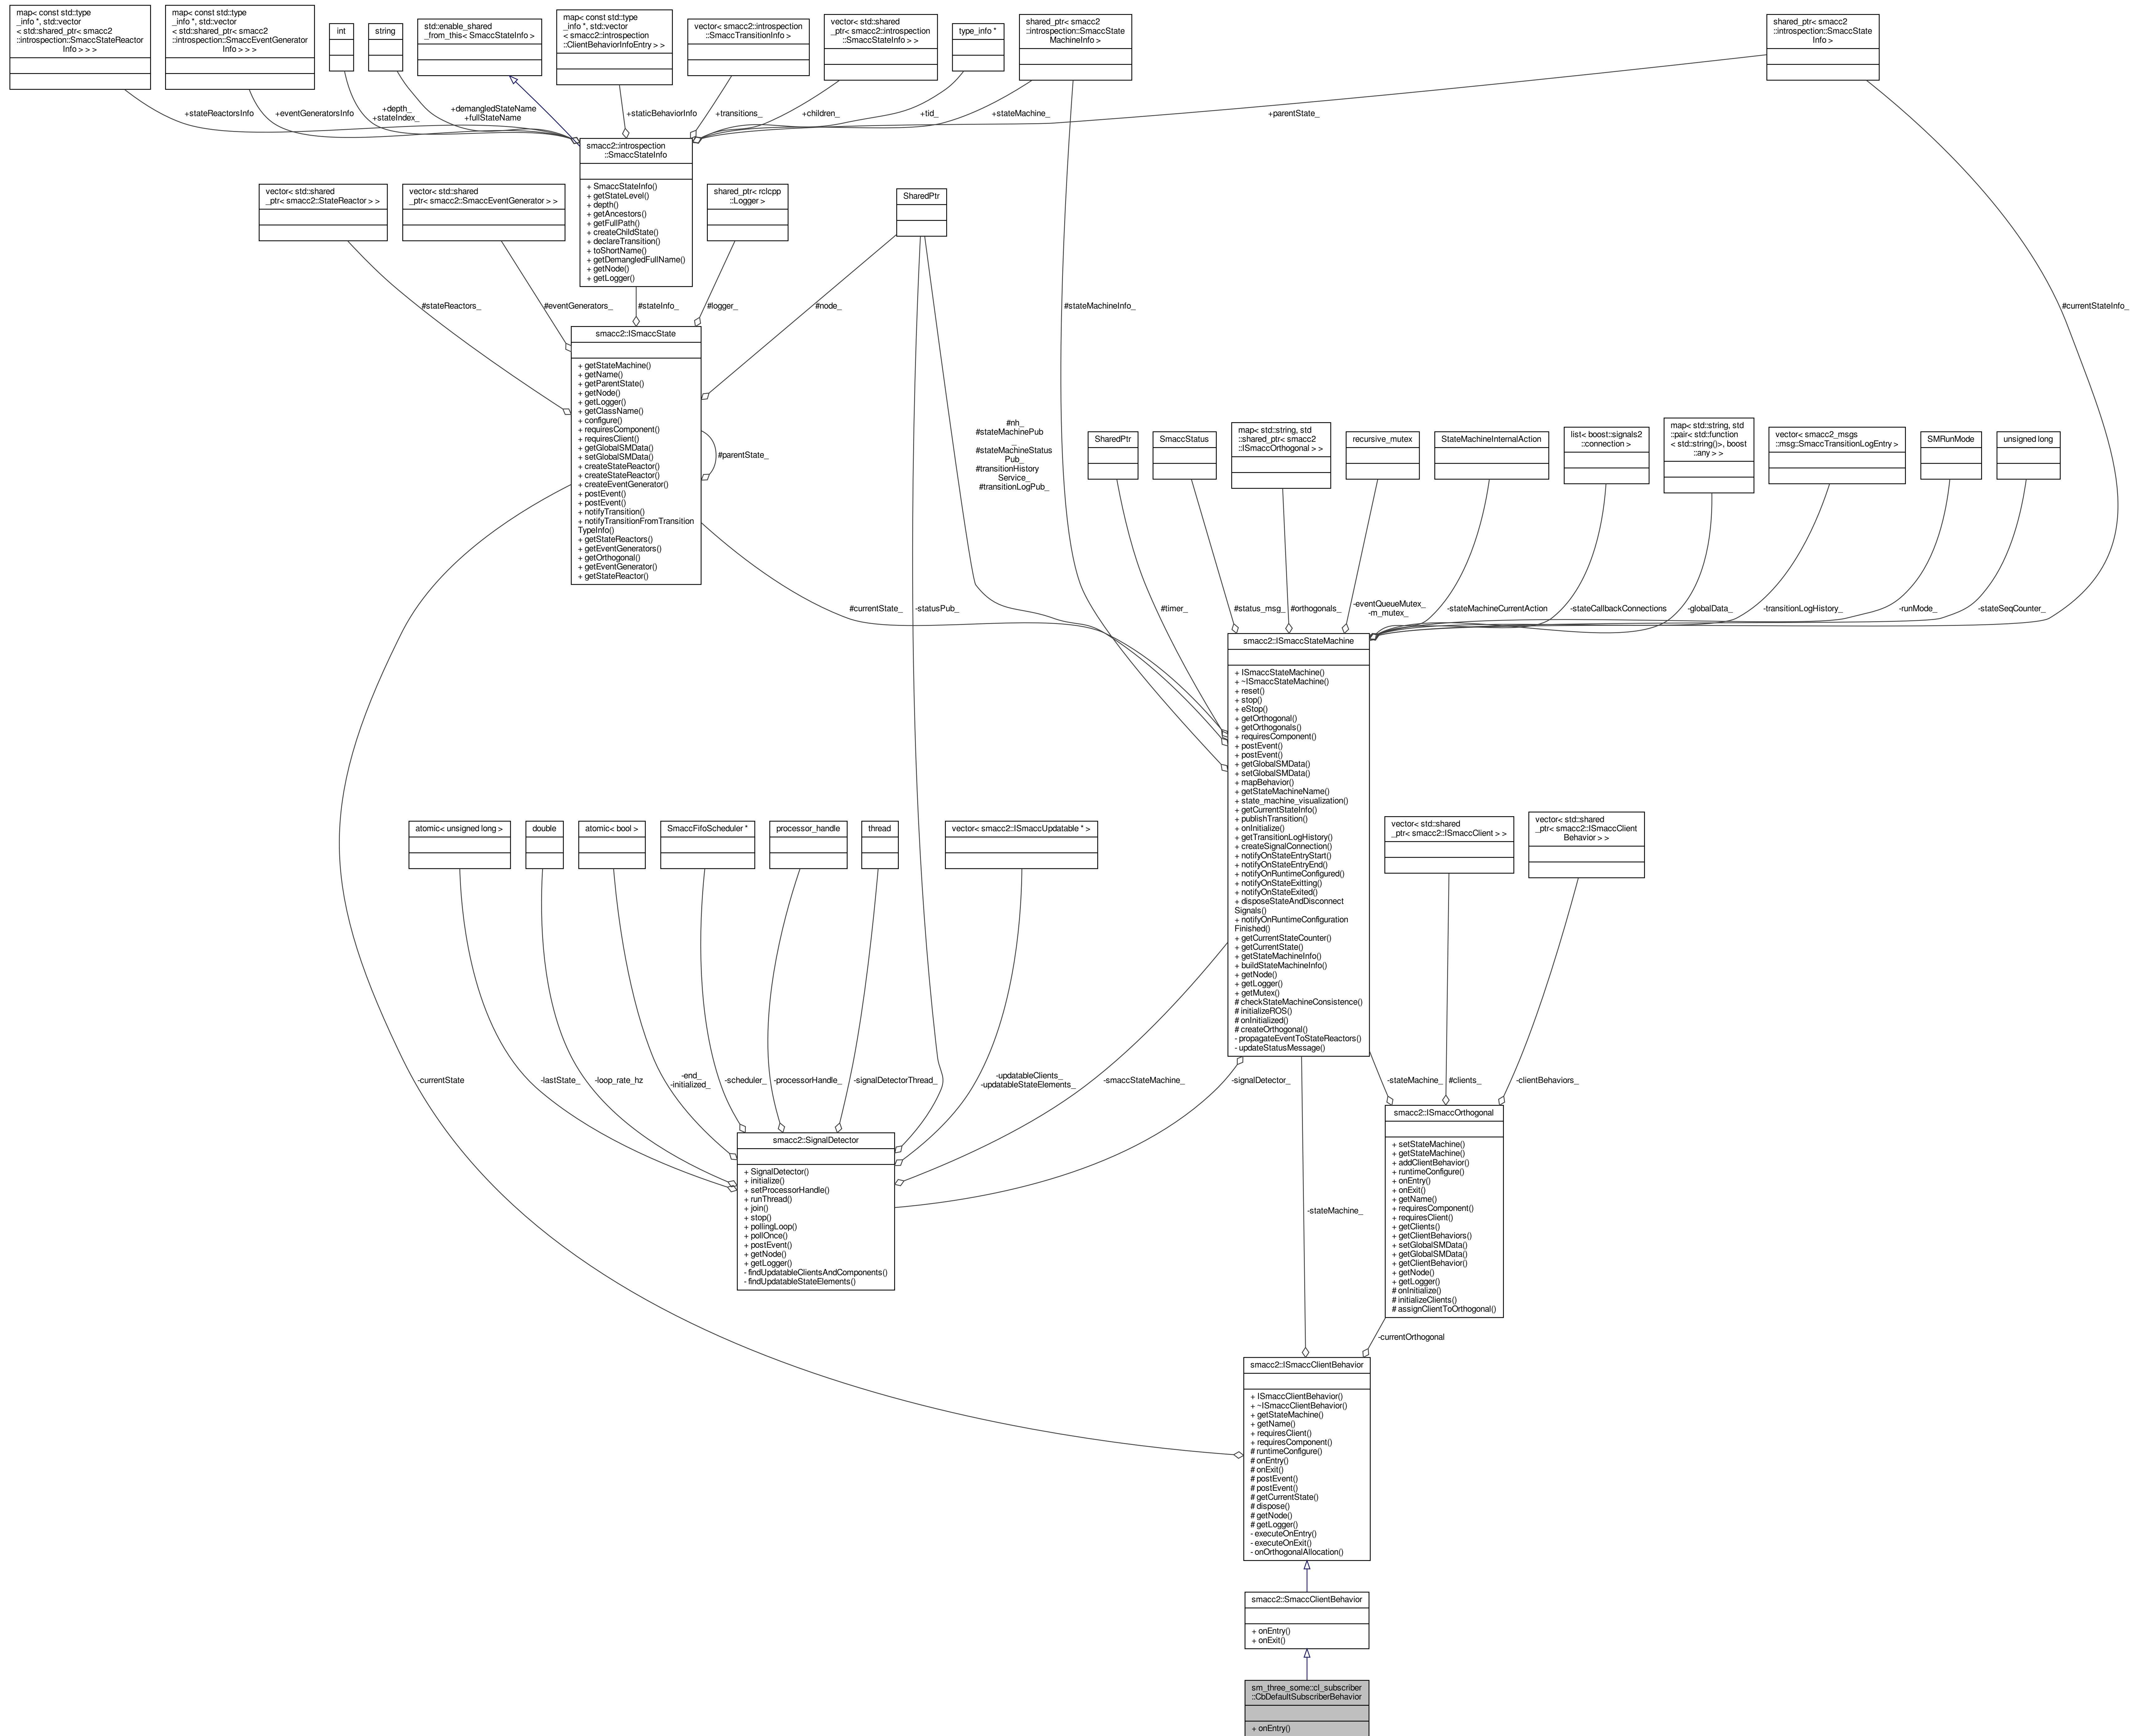 map< const std::type
_info *, std::vector
< std::shared_ptr< smacc2
::introspection::SmaccStateReactor
Info > > >
map< const std::type
_info *, std::vector
< std::shared_ptr< smacc2
::introspection::SmaccEventGenerator
Info > > >
int
string
std::enable_shared
_from_this< SmaccStateInfo >
map< const std::type
_info *, std::vector
< smacc2::introspection
::ClientBehaviorInfoEntry > >
vector< smacc2::introspection
::SmaccTransitionInfo >
vector< std::shared
_ptr< smacc2::introspection
::SmaccStateInfo > >
type_info *
shared_ptr< smacc2
::introspection::SmaccState
MachineInfo >
shared_ptr< smacc2
::introspection::SmaccState
Info >
+stateReactorsInfo
+eventGeneratorsInfo
+depth_
+stateIndex_
+demangledStateName
+fullStateName
+staticBehaviorInfo
+transitions_
+children_
+tid_
+stateMachine_
+parentState_
smacc2::introspection
::SmaccStateInfo
+ SmaccStateInfo()
+ getStateLevel()
+ depth()
+ getAncestors()
+ getFullPath()
+ createChildState()
+ declareTransition()
+ toShortName()
+ getDemangledFullName()
+ getNode()
+ getLogger()
vector< std::shared
_ptr< smacc2::StateReactor > >
vector< std::shared
_ptr< smacc2::SmaccEventGenerator > >
shared_ptr< rclcpp
::Logger >
SharedPtr
#stateReactors_
#eventGenerators_
#stateInfo_
#logger_
#node_
#stateMachineInfo_
#currentStateInfo_
smacc2::ISmaccState
+ getStateMachine()
+ getName()
+ getParentState()
+ getNode()
+ getLogger()
+ getClassName()
+ configure()
+ requiresComponent()
+ requiresClient()
+ getGlobalSMData()
+ setGlobalSMData()
+ createStateReactor()
+ createStateReactor()
+ createEventGenerator()
+ postEvent()
+ postEvent()
+ notifyTransition()
+ notifyTransitionFromTransition
TypeInfo()
+ getStateReactors()
+ getEventGenerators()
+ getOrthogonal()
+ getEventGenerator()
+ getStateReactor()
#parentState_
#nh_
#stateMachinePub
_
#stateMachineStatus
Pub_
#transitionHistory
Service_
#transitionLogPub_
SharedPtr
SmaccStatus
map< std::string, std
::shared_ptr< smacc2
::ISmaccOrthogonal > >
recursive_mutex
StateMachineInternalAction
list< boost::signals2
::connection >
map< std::string, std
::pair< std::function
< std::string()>, boost
::any > >
vector< smacc2_msgs
::msg::SmaccTransitionLogEntry >
SMRunMode
unsigned long
#currentState_
-statusPub_
#timer_
#status_msg_
#orthogonals_
-eventQueueMutex_
-m_mutex_
-stateMachineCurrentAction
-stateCallbackConnections
-globalData_
-transitionLogHistory_
-runMode_
-stateSeqCounter_
smacc2::ISmaccStateMachine
+ ISmaccStateMachine()
+ ~ISmaccStateMachine()
+ reset()
+ stop()
+ eStop()
+ getOrthogonal()
+ getOrthogonals()
+ requiresComponent()
+ postEvent()
+ postEvent()
+ getGlobalSMData()
+ setGlobalSMData()
+ mapBehavior()
+ getStateMachineName()
+ state_machine_visualization()
+ getCurrentStateInfo()
+ publishTransition()
+ onInitialize()
+ getTransitionLogHistory()
+ createSignalConnection()
+ notifyOnStateEntryStart()
+ notifyOnStateEntryEnd()
+ notifyOnRuntimeConfigured()
+ notifyOnStateExitting()
+ notifyOnStateExited()
+ disposeStateAndDisconnect
Signals()
+ notifyOnRuntimeConfiguration
Finished()
+ getCurrentStateCounter()
+ getCurrentState()
+ getStateMachineInfo()
+ buildStateMachineInfo()
+ getNode()
+ getLogger()
+ getMutex()
# checkStateMachineConsistence()
# initializeROS()
# onInitialized()
# createOrthogonal()
- propagateEventToStateReactors()
- updateStatusMessage()
atomic< unsigned long >
double
atomic< bool >
SmaccFifoScheduler *
processor_handle
thread
vector< smacc2::ISmaccUpdatable * >
vector< std::shared
_ptr< smacc2::ISmaccClient > >
vector< std::shared
_ptr< smacc2::ISmaccClient
Behavior > >
-currentState
-lastState_
-loop_rate_hz
-end_
-initialized_
-scheduler_
-processorHandle_
-signalDetectorThread_
-updatableClients_
-updatableStateElements_
-smaccStateMachine_
-signalDetector_
-stateMachine_
#clients_
-clientBehaviors_
smacc2::SignalDetector
+ SignalDetector()
+ initialize()
+ setProcessorHandle()
+ runThread()
+ join()
+ stop()
+ pollingLoop()
+ pollOnce()
+ postEvent()
+ getNode()
+ getLogger()
- findUpdatableClientsAndComponents()
- findUpdatableStateElements()
smacc2::ISmaccOrthogonal
+ setStateMachine()
+ getStateMachine()
+ addClientBehavior()
+ runtimeConfigure()
+ onEntry()
+ onExit()
+ getName()
+ requiresComponent()
+ requiresClient()
+ getClients()
+ getClientBehaviors()
+ setGlobalSMData()
+ getGlobalSMData()
+ getClientBehavior()
+ getNode()
+ getLogger()
# onInitialize()
# initializeClients()
# assignClientToOrthogonal()
-stateMachine_
-currentOrthogonal
smacc2::ISmaccClientBehavior
+ ISmaccClientBehavior()
+ ~ISmaccClientBehavior()
+ getStateMachine()
+ getName()
+ requiresClient()
+ requiresComponent()
# runtimeConfigure()
# onEntry()
# onExit()
# postEvent()
# postEvent()
# getCurrentState()
# dispose()
# getNode()
# getLogger()
- executeOnEntry()
- executeOnExit()
- onOrthogonalAllocation()
smacc2::SmaccClientBehavior
+ onEntry()
+ onExit()
sm_three_some::cl_subscriber
::CbDefaultSubscriberBehavior
+ onEntry()